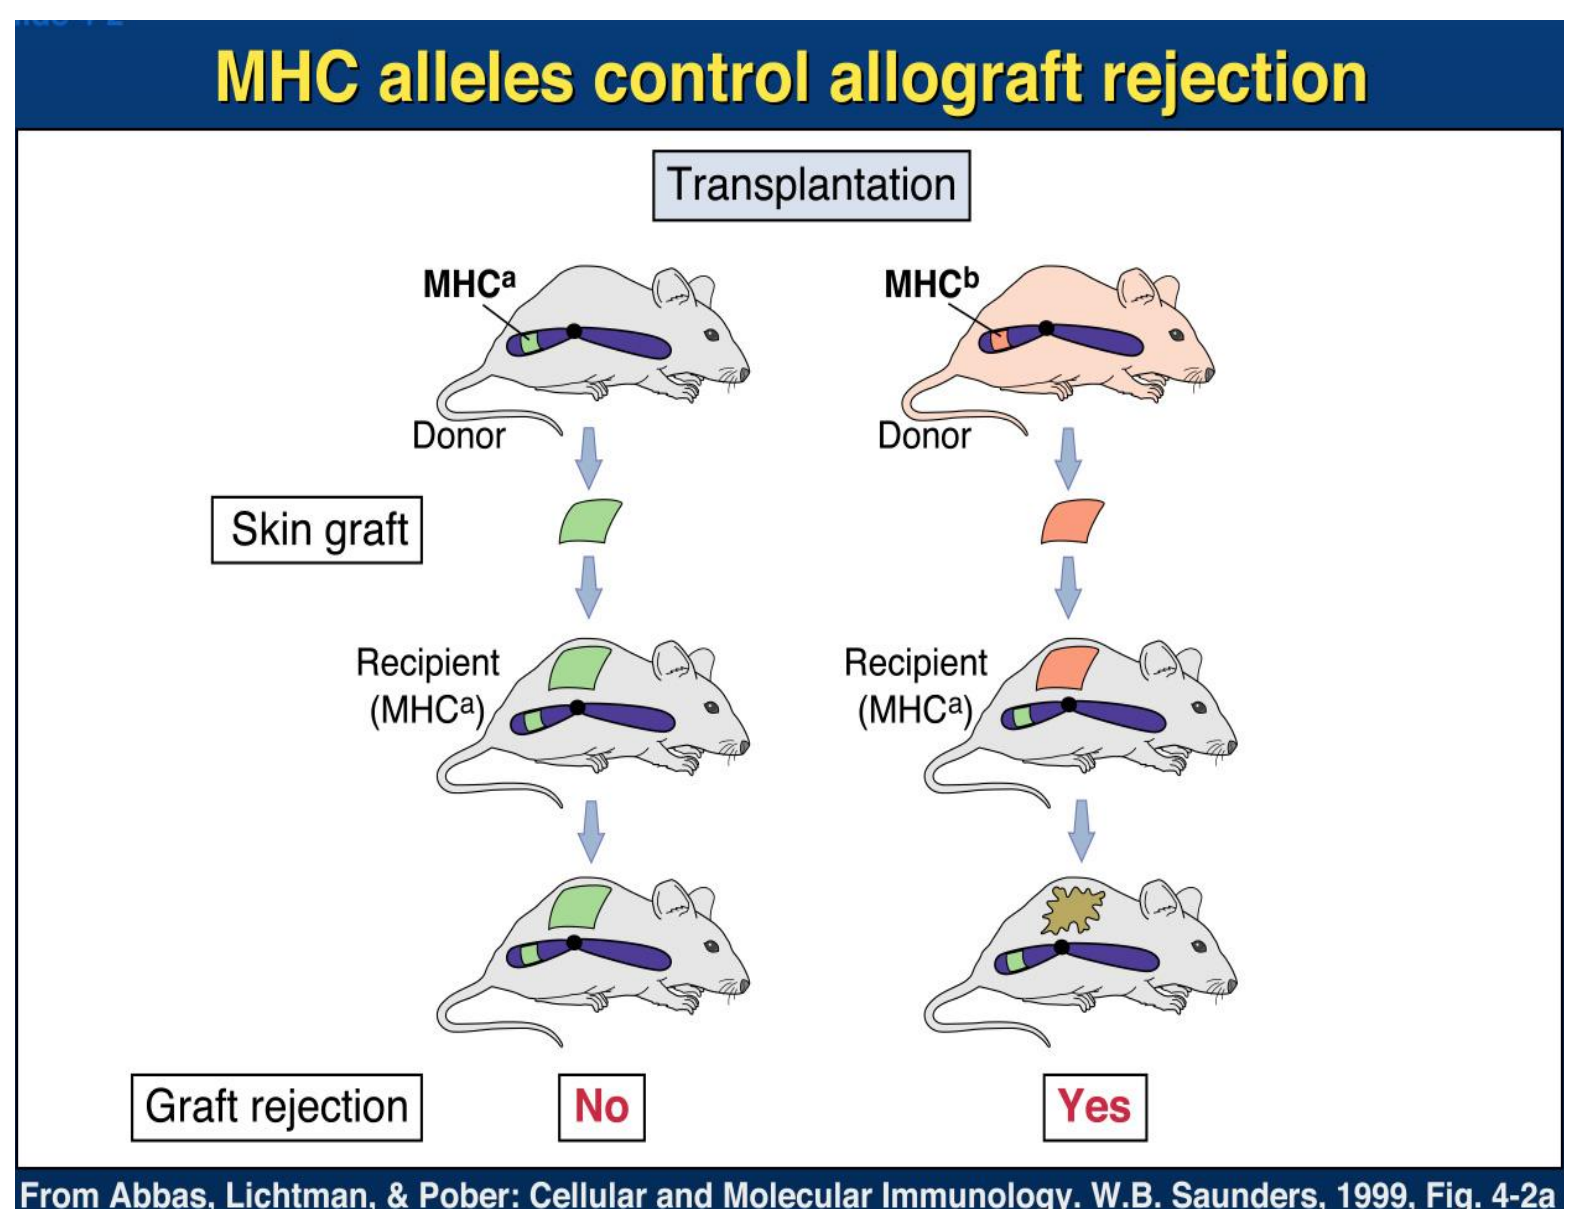 MHC alleles control allograft rejection
Transplantation
MHCa
MHCb
Donor
Donor
Skin graft
Recipient
(MHCa)
Recipient
(MHCa)
Graft rejection
No
Yes
From Abbas, Lichtman, & Pober: Cellular and Molecular Immunology. W.B. Saunders, 1999, Fig. 4-2a